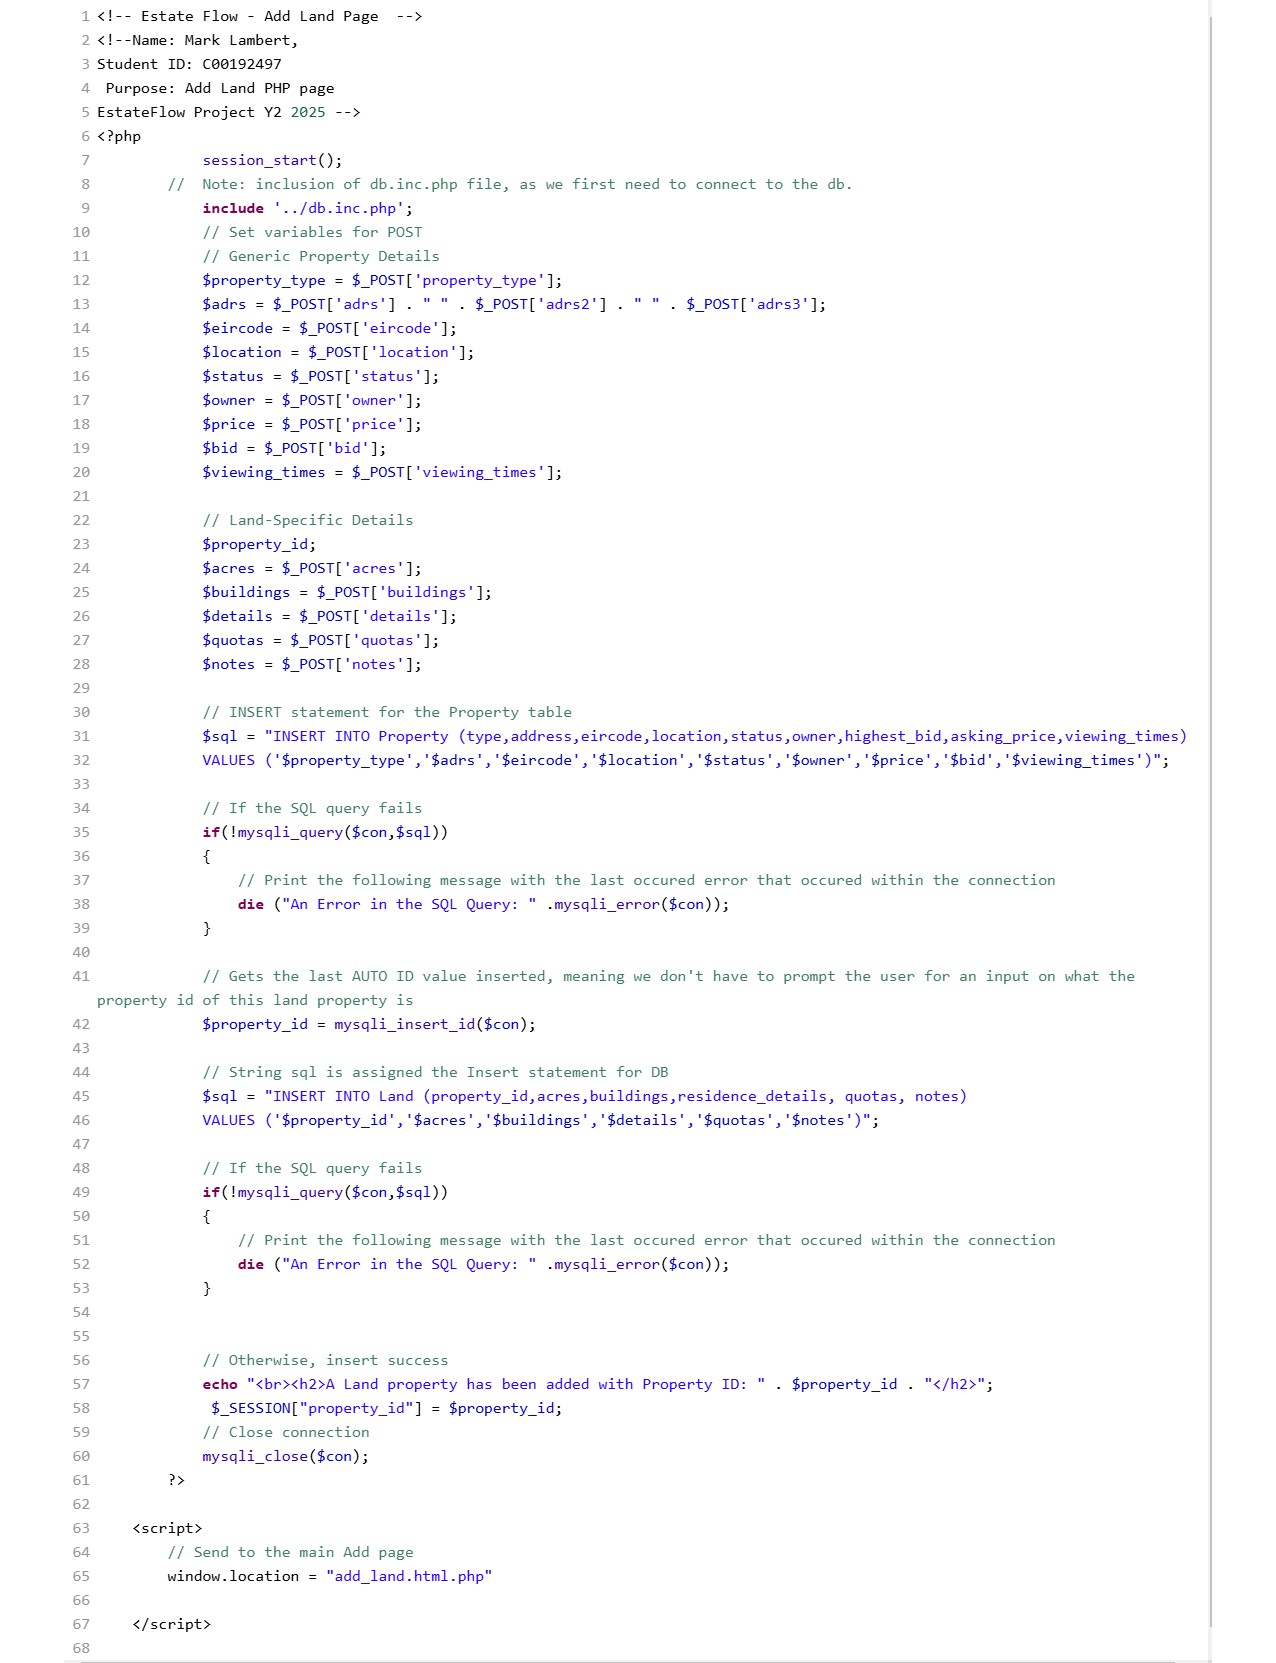 1 <!-- Estate Flow - Add Land Page  -->
2 <!--Name: Mark Lambert,
3 Student ID: C00192497
4  Purpose: Add Land PHP page
5 EstateFlow Project Y2 2025 -->
6 <?php
7             session_start();
8         //  Note: inclusion of db.inc.php file, as we first need to connect to the db.
9             include '../db.inc.php';
10             // Set variables for POST
11             // Generic Property Details
12             $property_type = $_POST['property_type'];
13             $adrs = $_POST['adrs'] . " " . $_POST['adrs2'] . " " . $_POST['adrs3'];
14             $eircode = $_POST['eircode'];
15             $location = $_POST['location'];
16             $status = $_POST['status'];
17             $owner = $_POST['owner'];
18             $price = $_POST['price'];
19             $bid = $_POST['bid'];
20             $viewing_times = $_POST['viewing_times'];
21
22             // Land-Specific Details
23             $property_id;
24             $acres = $_POST['acres'];
25             $buildings = $_POST['buildings'];
26             $details = $_POST['details'];
27             $quotas = $_POST['quotas'];
28             $notes = $_POST['notes'];
29
30             // INSERT statement for the Property table
31             $sql = "INSERT INTO Property (type,address,eircode,location,status,owner,highest_bid,asking_price,viewing_times)
32             VALUES ('$property_type','$adrs','$eircode','$location','$status','$owner','$price','$bid','$viewing_times')";
33
34             // If the SQL query fails
35             if(!mysqli_query($con,$sql))
36             {
37                 // Print the following message with the last occured error that occured within the connection
38                 die ("An Error in the SQL Query: " .mysqli_error($con));
39             }
40
41             // Gets the last AUTO ID value inserted, meaning we don't have to prompt the user for an input on what the
property id of this land property is
42             $property_id = mysqli_insert_id($con);
43
44             // String sql is assigned the Insert statement for DB
45             $sql = "INSERT INTO Land (property_id,acres,buildings,residence_details, quotas, notes)
46             VALUES ('$property_id','$acres','$buildings','$details','$quotas','$notes')";
47
48             // If the SQL query fails
49             if(!mysqli_query($con,$sql))
50             {
51                 // Print the following message with the last occured error that occured within the connection
52                 die ("An Error in the SQL Query: " .mysqli_error($con));
53             }
54
55
56             // Otherwise, insert success
57             echo "<br><h2>A Land property has been added with Property ID: " . $property_id . "</h2>";
58              $_SESSION["property_id"] = $property_id;
59             // Close connection
60             mysqli_close($con);
61         ?>
62
63     <script>
64         // Send to the main Add page
65         window.location = "add_land.html.php"
66
67     </script>
68